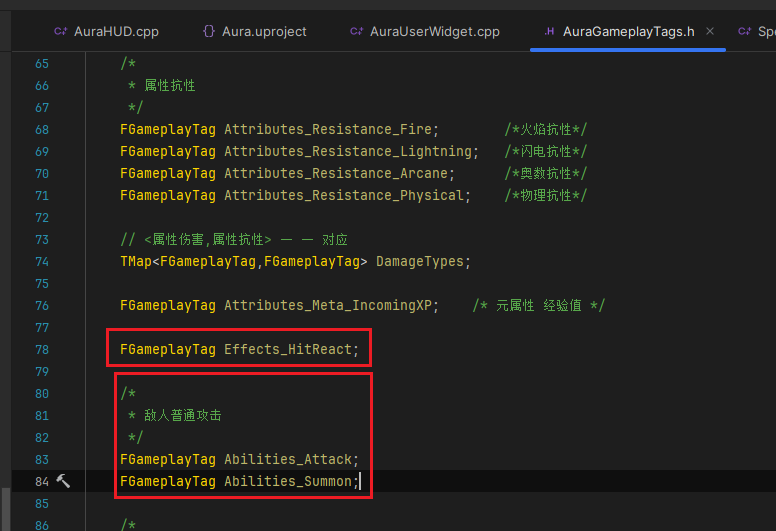 AuraHUD.cpp {} Aura.uproject AuraUserWidget.cpp .H AuraGameplayTags.h × Spe
65 /*
66 * 属性抗性
67 */
68 FGameplayTag Attributes_Resistance_Fire; /*火焰抗性*/
69 FGameplayTag Attributes_Resistance_Lightning; /*闪电抗性*/
70 FGameplayTag Attributes_Resistance_Arcane; /*奥数抗性*/
71 FGameplayTag Attributes_Resistance_Physical; /*物理抗性*/
72
73 // <属性伤害,属性抗性> 一 一 对应
74 TMap<FGameplayTag,FGameplayTag> DamageTypes;
75
76 FGameplayTag Attributes_Meta_IncomingXP; /* 元属性 经验值 */
77
78 FGameplayTag Effects_HitReact;
79
80 /*
81 * 敌人普通攻击
82 */
83 FGameplayTag Abilities_Attack;
84 FGameplayTag Abilities_Summon;
85
86 /*